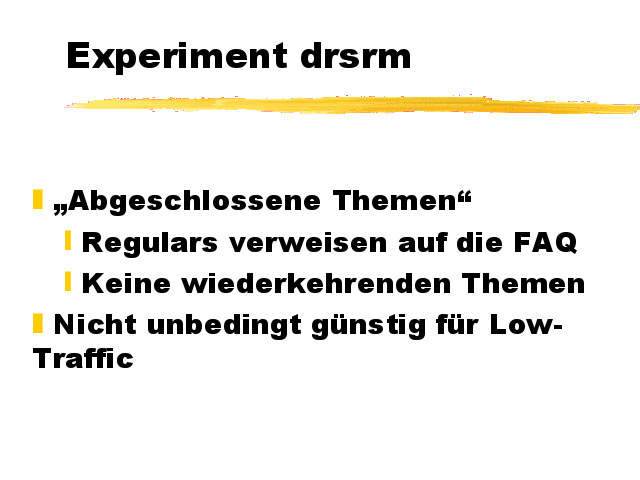 Experiment drsrm
„Abgeschlossene Themen“
Regulars verweisen auf die FAQ
Keine wiederkehrenden Themen
Nicht unbedingt günstig für Low-
Traffic